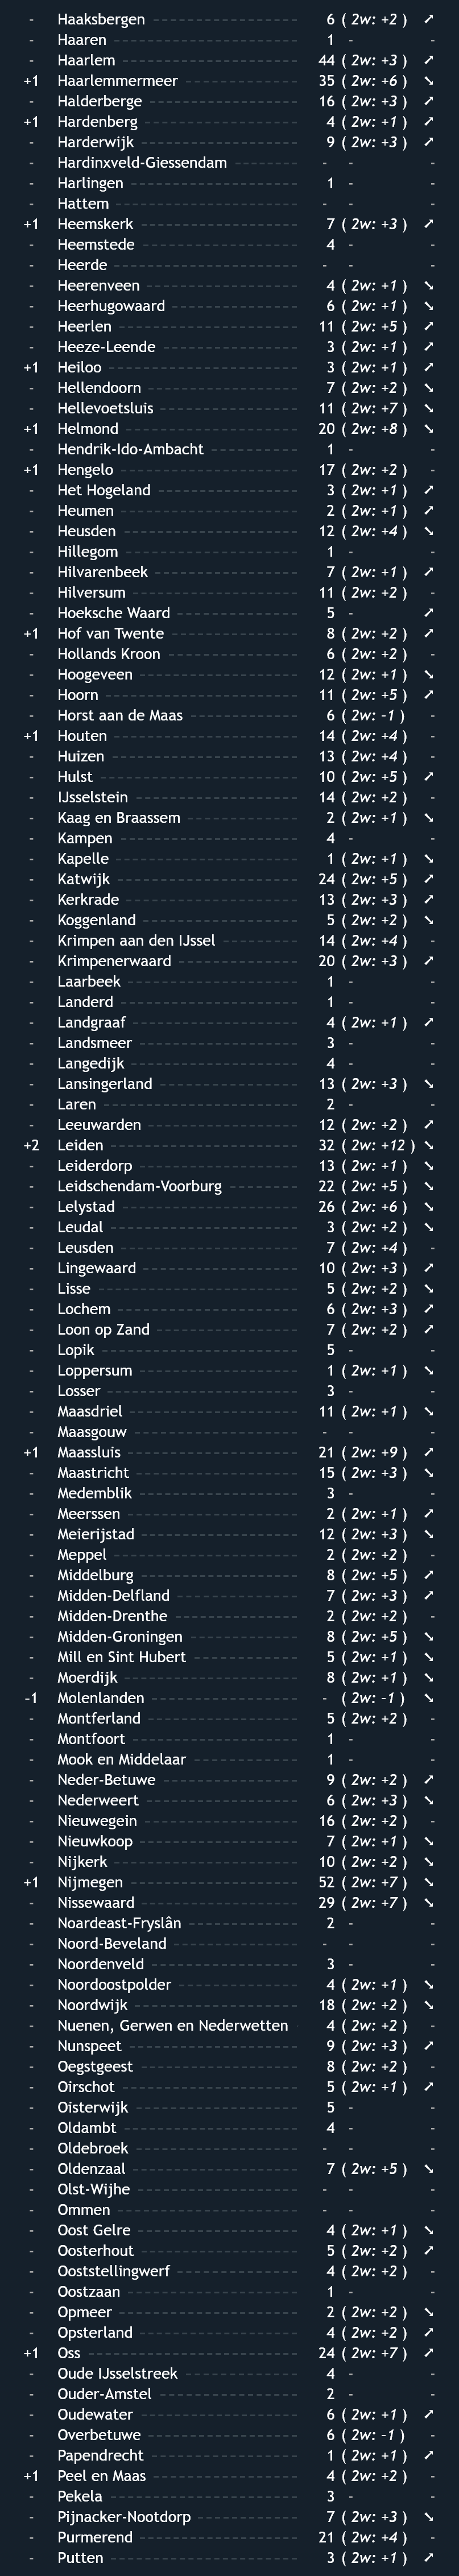 - Haaksbergen 6 ( 2w: +2 ) ➚
- Haaren 1 - -
- Haarlem 44 ( 2w: +3 ) ➚
+1 Haarlemmermeer 35 ( 2w: +6 ) ➘
- Halderberge 16 ( 2w: +3 ) ➚
+1 Hardenberg 4 ( 2w: +1 ) ➚
- Harderwijk 9 ( 2w: +3 ) ➚
- Hardinxveld-Giessendam - - -
- Harlingen 1 - -
- Hattem - - -
+1 Heemskerk 7 ( 2w: +3 ) ➚
- Heemstede 4 - -
- Heerde - - -
- Heerenveen 4 ( 2w: +1 ) ➘
- Heerhugowaard 6 ( 2w: +1 ) ➘
- Heerlen 11 ( 2w: +5 ) ➚
- Heeze-Leende 3 ( 2w: +1 ) ➚
+1 Heiloo 3 ( 2w: +1 ) ➚
- Hellendoorn 7 ( 2w: +2 ) ➘
- Hellevoetsluis 11 ( 2w: +7 ) ➘
+1 Helmond 20 ( 2w: +8 ) ➘
- Hendrik-Ido-Ambacht 1 - -
+1 Hengelo 17 ( 2w: +2 ) -
- Het Hogeland 3 ( 2w: +1 ) ➚
- Heumen 2 ( 2w: +1 ) ➚
- Heusden 12 ( 2w: +4 ) ➘
- Hillegom 1 - -
- Hilvarenbeek 7 ( 2w: +1 ) ➚
- Hilversum 11 ( 2w: +2 ) -
- Hoeksche Waard 5 - ➚
+1 Hof van Twente 8 ( 2w: +2 ) ➚
- Hollands Kroon 6 ( 2w: +2 ) -
- Hoogeveen 12 ( 2w: +1 ) ➘
- Hoorn 11 ( 2w: +5 ) ➚
- Horst aan de Maas 6 ( 2w: -1 ) -
+1 Houten 14 ( 2w: +4 ) -
- Huizen 13 ( 2w: +4 ) -
- Hulst 10 ( 2w: +5 ) ➚
- IJsselstein 14 ( 2w: +2 ) -
- Kaag en Braassem 2 ( 2w: +1 ) ➘
- Kampen 4 - -
- Kapelle 1 ( 2w: +1 ) ➘
- Katwijk 24 ( 2w: +5 ) ➚
- Kerkrade 13 ( 2w: +3 ) ➚
- Koggenland 5 ( 2w: +2 ) ➘
- Krimpen aan den IJssel 14 ( 2w: +4 ) -
- Krimpenerwaard 20 ( 2w: +3 ) ➚
- Laarbeek 1 - -
- Landerd 1 - -
- Landgraaf 4 ( 2w: +1 ) ➚
- Landsmeer 3 - -
- Langedijk 4 - -
- Lansingerland 13 ( 2w: +3 ) ➘
- Laren 2 - -
- Leeuwarden 12 ( 2w: +2 ) ➚
+2 Leiden 32 ( 2w: +12 ) ➘
- Leiderdorp 13 ( 2w: +1 ) ➘
- Leidschendam-Voorburg 22 ( 2w: +5 ) ➘
- Lelystad 26 ( 2w: +6 ) ➘
- Leudal 3 ( 2w: +2 ) ➘
- Leusden 7 ( 2w: +4 ) -
- Lingewaard 10 ( 2w: +3 ) ➚
- Lisse 5 ( 2w: +2 ) ➘
- Lochem 6 ( 2w: +3 ) ➚
- Loon op Zand 7 ( 2w: +2 ) ➚
- Lopik 5 - -
- Loppersum 1 ( 2w: +1 ) ➘
- Losser 3 - -
- Maasdriel 11 ( 2w: +1 ) ➘
- Maasgouw - - -
+1 Maassluis 21 ( 2w: +9 ) ➚
- Maastricht 15 ( 2w: +3 ) ➘
- Medemblik 3 - -
- Meerssen 2 ( 2w: +1 ) ➚
- Meierijstad 12 ( 2w: +3 ) ➘
- Meppel 2 ( 2w: +2 ) -
- Middelburg 8 ( 2w: +5 ) ➚
- Midden-Delfland 7 ( 2w: +3 ) ➚
- Midden-Drenthe 2 ( 2w: +2 ) -
- Midden-Groningen 8 ( 2w: +5 ) ➘
- Mill en Sint Hubert 5 ( 2w: +1 ) ➘
- Moerdijk 8 ( 2w: +1 ) ➘
-1 Molenlanden - ( 2w: -1 ) ➘
- Montferland 5 ( 2w: +2 ) -
- Montfoort 1 - -
- Mook en Middelaar 1 - -
- Neder-Betuwe 9 ( 2w: +2 ) ➚
- Nederweert 6 ( 2w: +3 ) ➘
- Nieuwegein 16 ( 2w: +2 ) -
- Nieuwkoop 7 ( 2w: +1 ) ➘
- Nijkerk 10 ( 2w: +2 ) ➘
+1 Nijmegen 52 ( 2w: +7 ) ➘
- Nissewaard 29 ( 2w: +7 ) ➘
- Noardeast-Fryslân 2 - -
- Noord-Beveland - - -
- Noordenveld 3 - -
- Noordoostpolder 4 ( 2w: +1 ) ➘
- Noordwijk 18 ( 2w: +2 ) ➘
- Nuenen, Gerwen en Nederwetten 4 ( 2w: +2 ) -
- Nunspeet 9 ( 2w: +3 ) ➚
- Oegstgeest 8 ( 2w: +2 ) -
- Oirschot 5 ( 2w: +1 ) ➚
- Oisterwijk 5 - -
- Oldambt 4 - -
- Oldebroek - - -
- Oldenzaal 7 ( 2w: +5 ) ➘
- Olst-Wijhe - - -
- Ommen - - -
- Oost Gelre 4 ( 2w: +1 ) ➘
- Oosterhout 5 ( 2w: +2 ) ➚
- Ooststellingwerf 4 ( 2w: +2 ) -
- Oostzaan 1 - -
- Opmeer 2 ( 2w: +2 ) ➘
- Opsterland 4 ( 2w: +2 ) ➚
+1 Oss 24 ( 2w: +7 ) ➚
- Oude IJsselstreek 4 - -
- Ouder-Amstel 2 - -
- Oudewater 6 ( 2w: +1 ) ➚
- Overbetuwe 6 ( 2w: -1 ) -
- Papendrecht 1 ( 2w: +1 ) ➚
+1 Peel en Maas 4 ( 2w: +2 ) -
- Pekela 3 - -
- Pijnacker-Nootdorp 7 ( 2w: +3 ) ➘
- Purmerend 21 ( 2w: +4 ) -
- Putten 3 ( 2w: +1 ) ➚